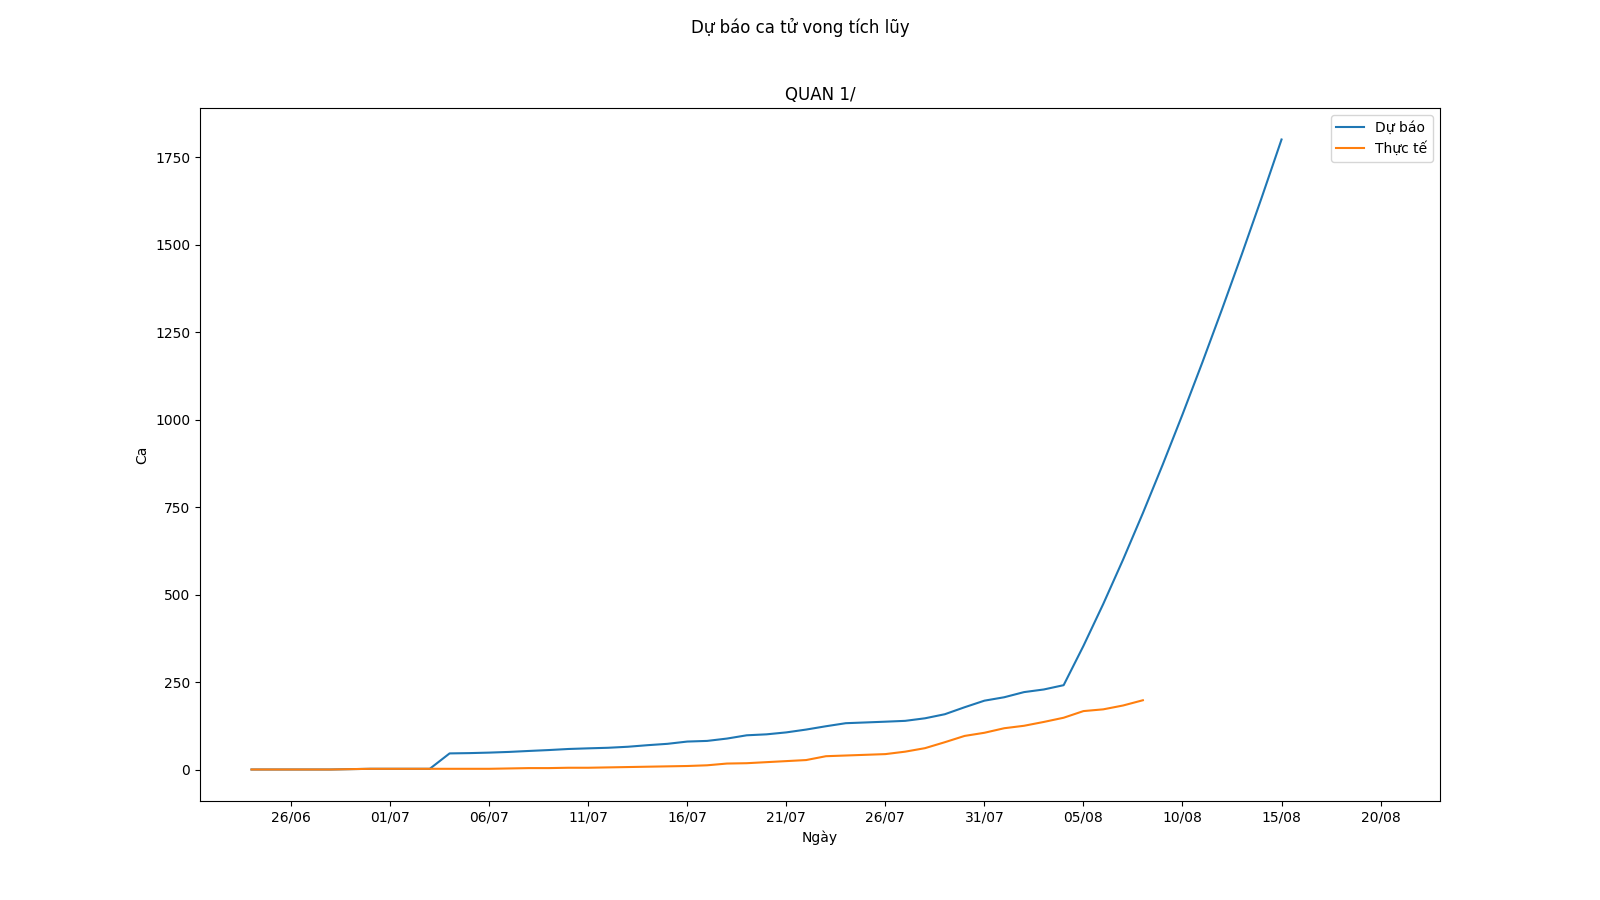 Dự báo ca tử vong tích lũy
QUAN 1/
Dự báo
Thực tế
1750
1500
1250
1000
750
500
250
0
Ca
26/06 01/07 06/07 11/07 16/07 21/07 26/07 31/07 05/08 10/08 15/08 20/08
Ngày